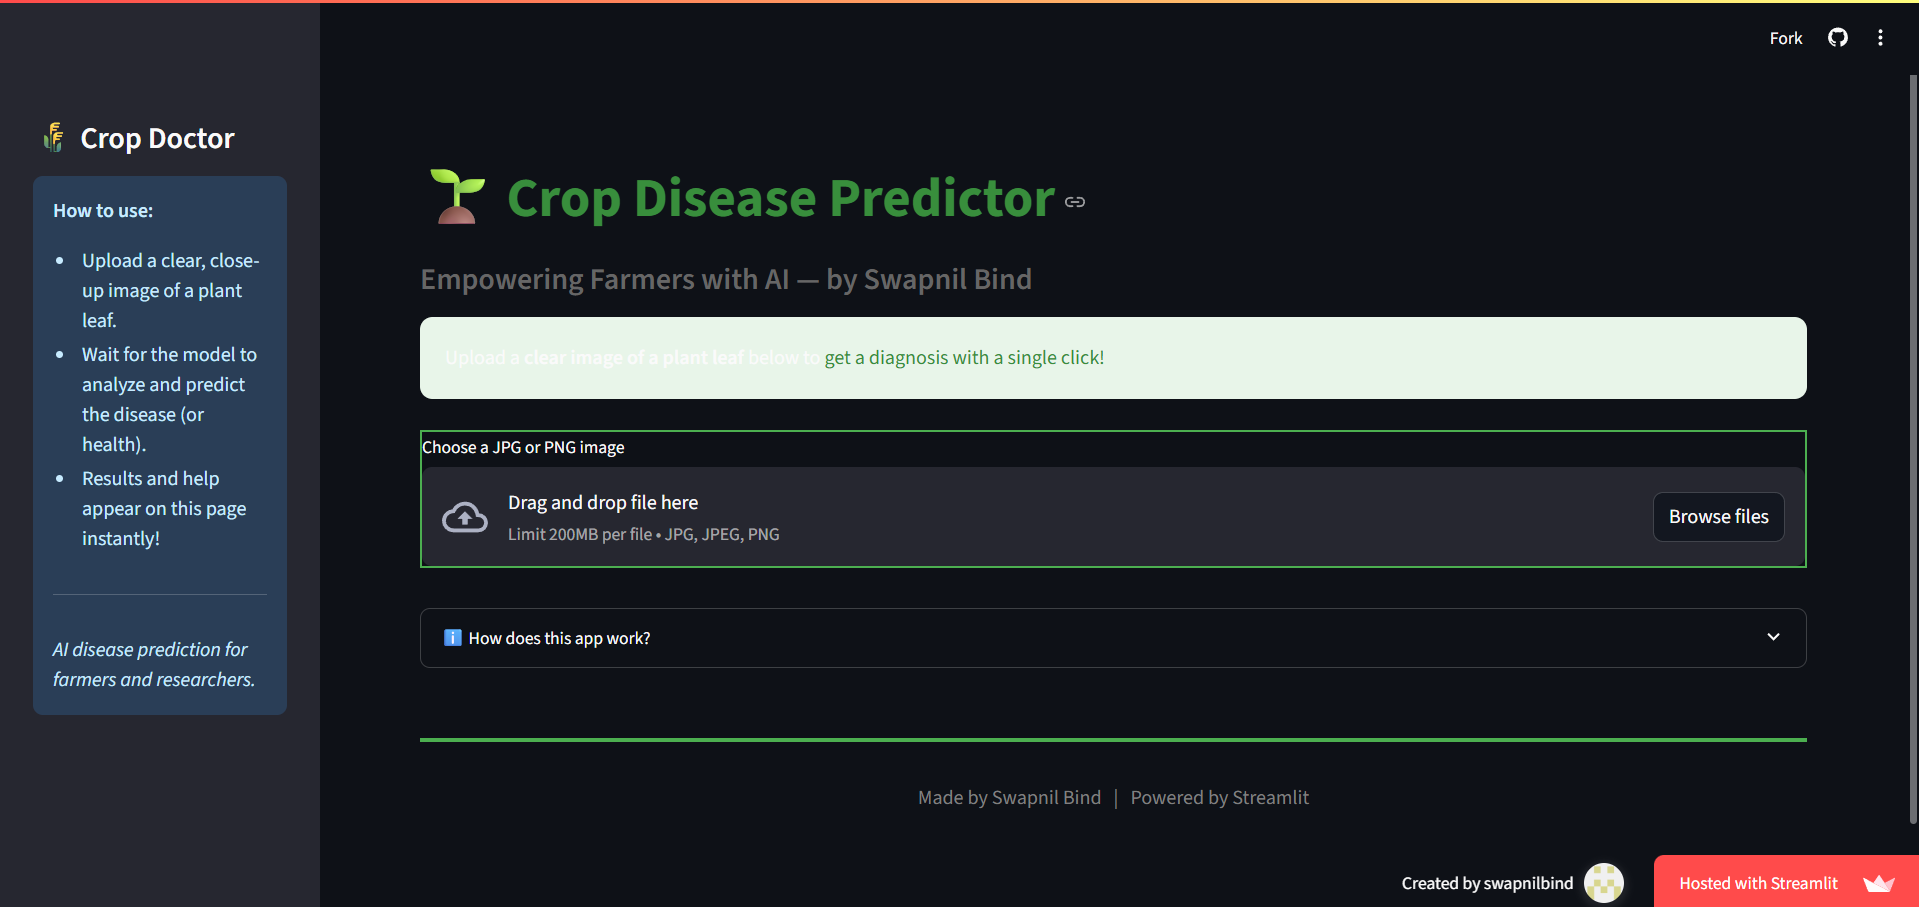 Fork
Crop Doctor
How to use:
Upload a clear, close-
up image of a plant
leaf.
Wait for the model to
analyze and predict
the disease (or
health).
Results and help
appear on this page
instantly!
AI disease prediction for
farmers and researchers.
Crop Disease Predictor
Empowering Farmers with AI — by Swapnil Bind
Upload a clear image of a plant leaf below to get a diagnosis with a single click!
Choose a JPG or PNG image
Drag and drop file here
Limit 200MB per file • JPG, JPEG, PNG
Browse files
How does this app work?
Made by Swapnil Bind | Powered by Streamlit
Created by swapnilbind
Hosted with Streamlit